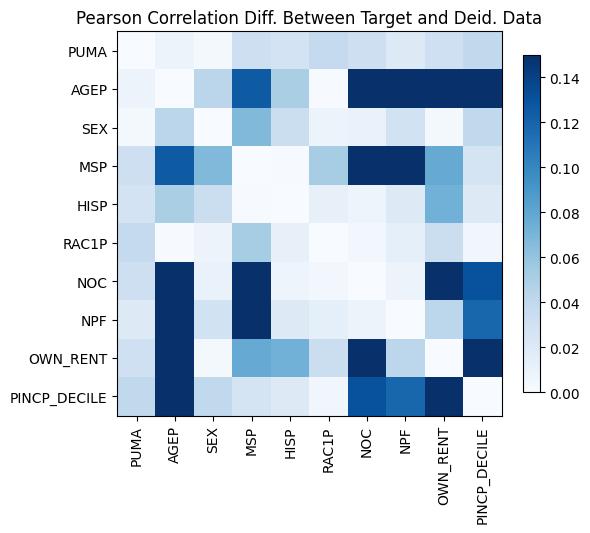 Pearson Correlation Diff. Between Target and Deid. Data
PUMA
AGEP
SEX
MSP
HISP
RAC1P
NOC
NPF
OWN_RENT
PINCP_DECILE
PUMA
AGEP
SEX
MSP
HISP
RAC1P
NOC
NPF
OWN_RENT
PINCP_DECILE
0.14
0.12
0.10
0.08
0.06
0.04
0.02
0.00